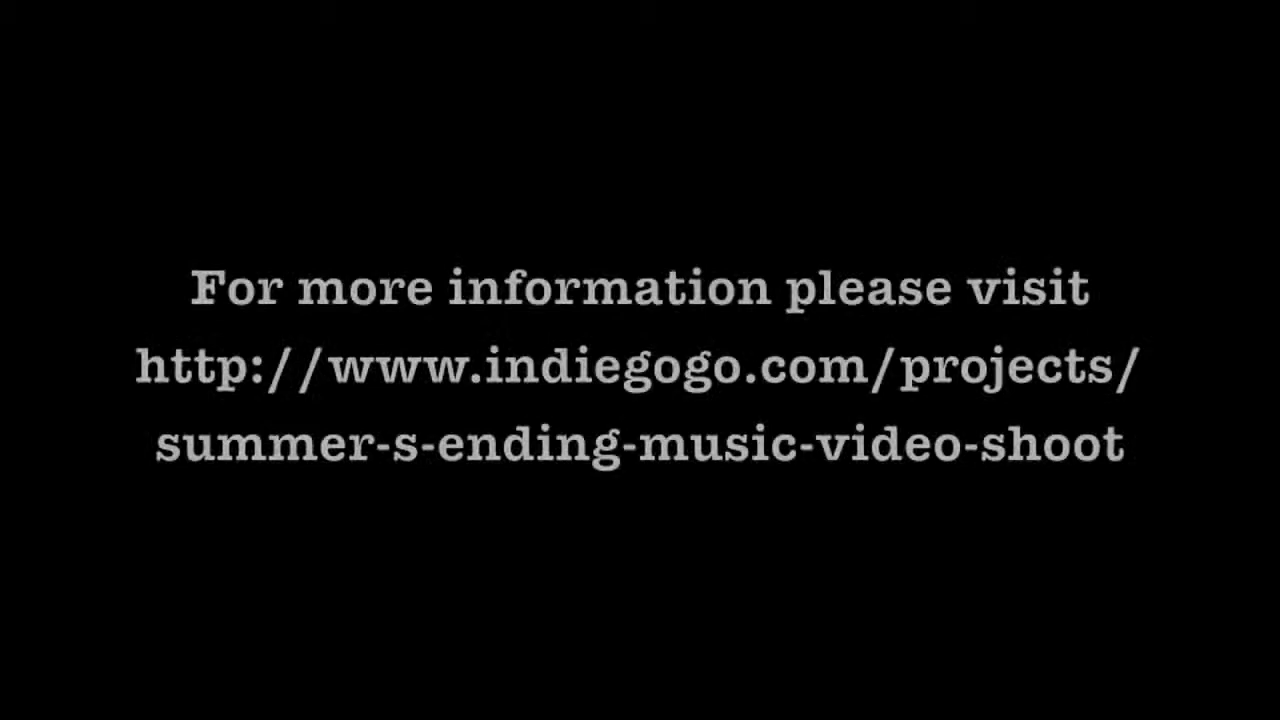 For more information please visit
http://www.indiegogo.com/projects/
summer-s-ending-music-video-shoot